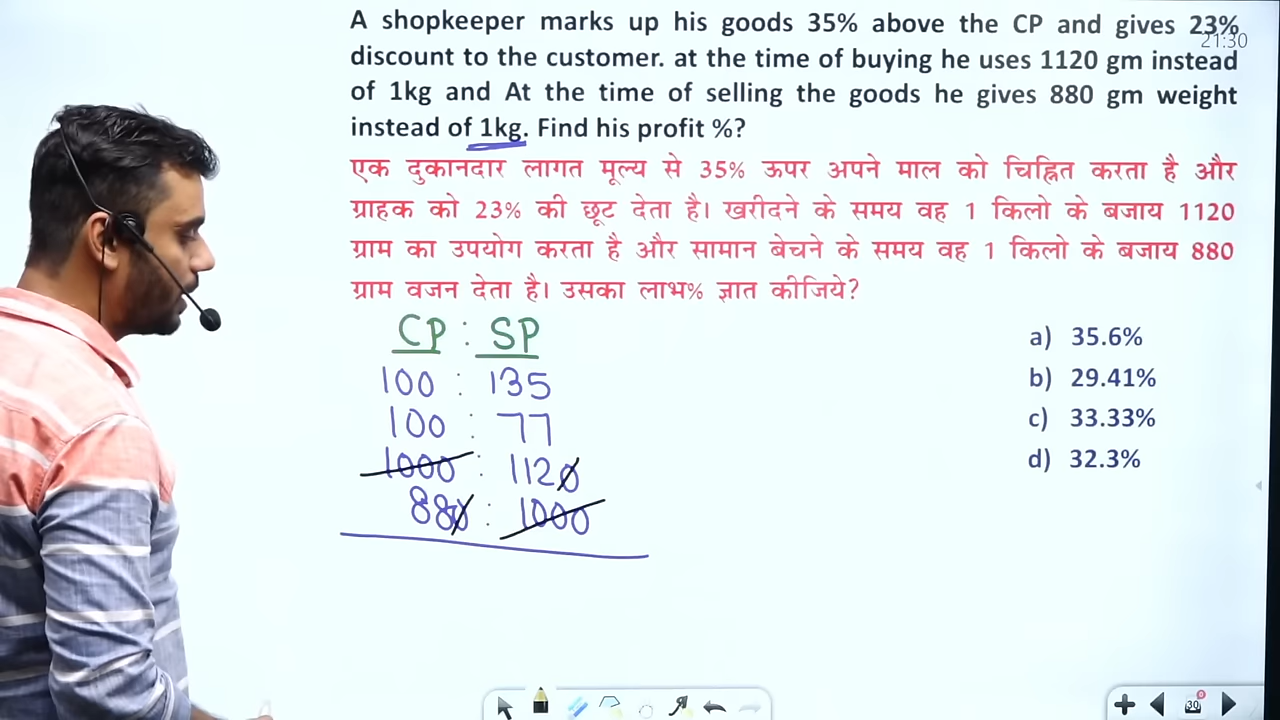 A shopkeeper marks up his goods 35% above the CP and gives 23%
21:30
discount to the customer. at the time of buying he uses 1120 gm instead
of 1kg and At the time of selling the goods he gives 880 gm weight
instead of 1kg. Find his profit %?
एक दुकानदार लागत मूल्य से 35% ऊपर अपने माल को चिह्नित करता है और
ग्राहक को 23% की छूट देता है। खरीदने के समय वह 1 किलो के बजाय 1120
ग्राम का उपयोग करता है और सामान बेचने के समय वह 1 किलो के बजाय 880
ग्राम वजन देता है। उसका लाभ% ज्ञात कीजिये?
CP : SP
100 : 135
100 : 77
1000 : 1120
880 : 1000
a) 35.6%
b) 29.41%
c) 33.33%
d) 32.3%
30